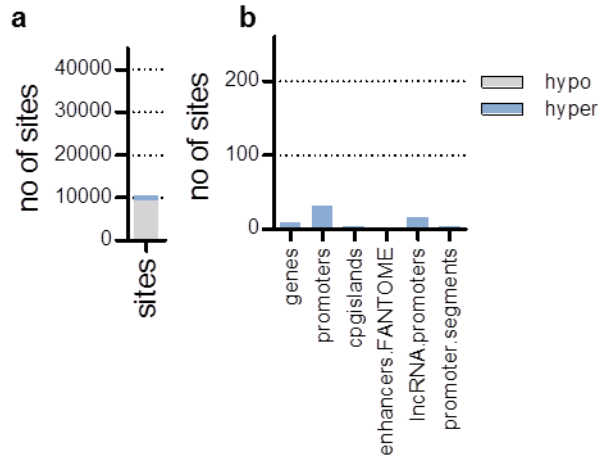 a
no of sites
40000
30000
20000
10000
0
sites
b
no of sites
200
100
0
genes
promoters
cpgislands
enhancers.FANTOME
lncRNA.promoters
promoter.segments
hypo
hyper